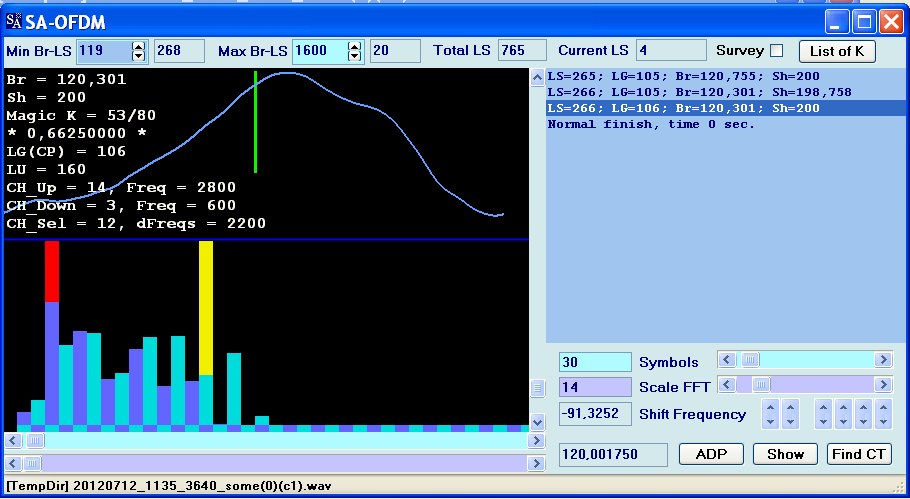 SA SA-OFDM
Min Br-LS 119 268 Max Br-LS 1600 20 Total LS 765 Current LS 4 Survey List of K
Br = 120,301
Sh = 200
Magic K = 53/80
* 0,66250000 *
LG(CP) = 106
LU = 160
CH_Up = 14, Freq = 2800
CH_Down = 3, Freq = 600
CH_Sel = 12, dFreqs = 2200
LS=265; LG=105; Br=120,755; Sh=200
LS=266; LG=105; Br=120,301; Sh=198,758
LS=266; LG=106; Br=120,301; Sh=200
Normal finish, time 0 sec.
30 Symbols
14 Scale FFT
-91,3252 Shift Frequency
120,001750 ADP Show Find CT
[TempDir] 20120712_1135_3640_some(0)(c1).wav